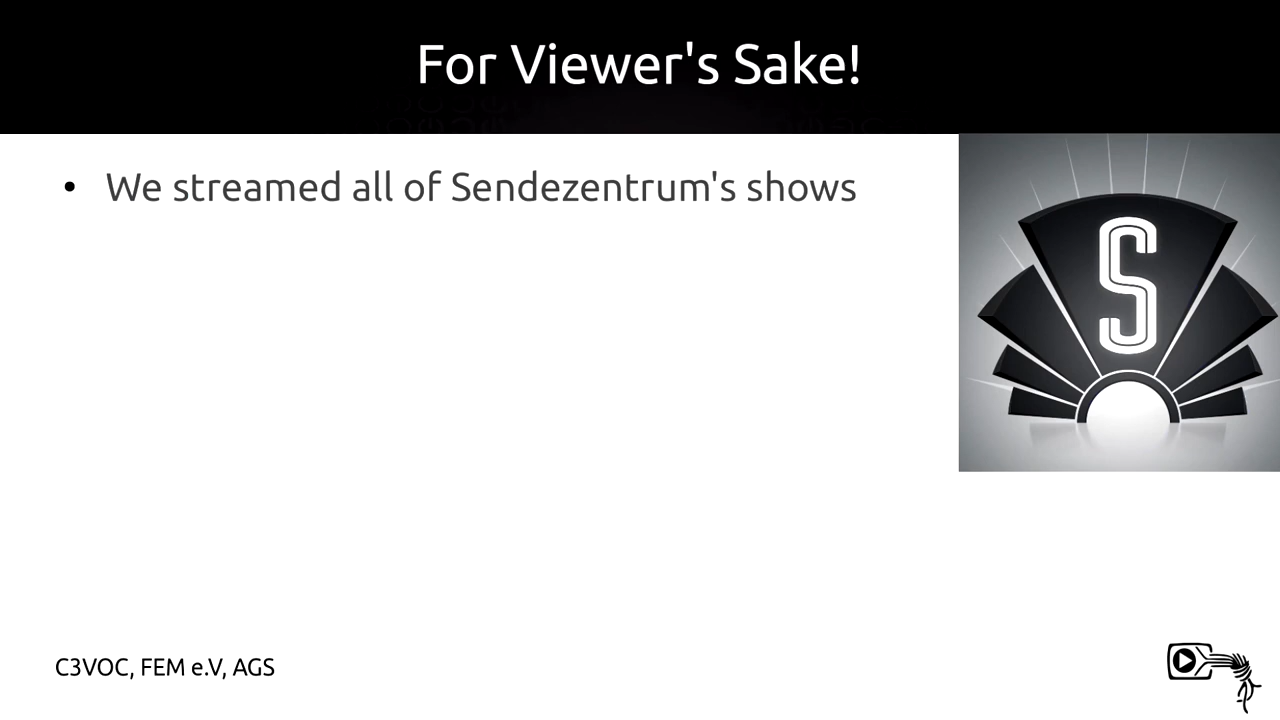 For Viewer's Sake!
• We streamed all of Sendezentrum's shows
S
C3VOC, FEM e.V, AGS